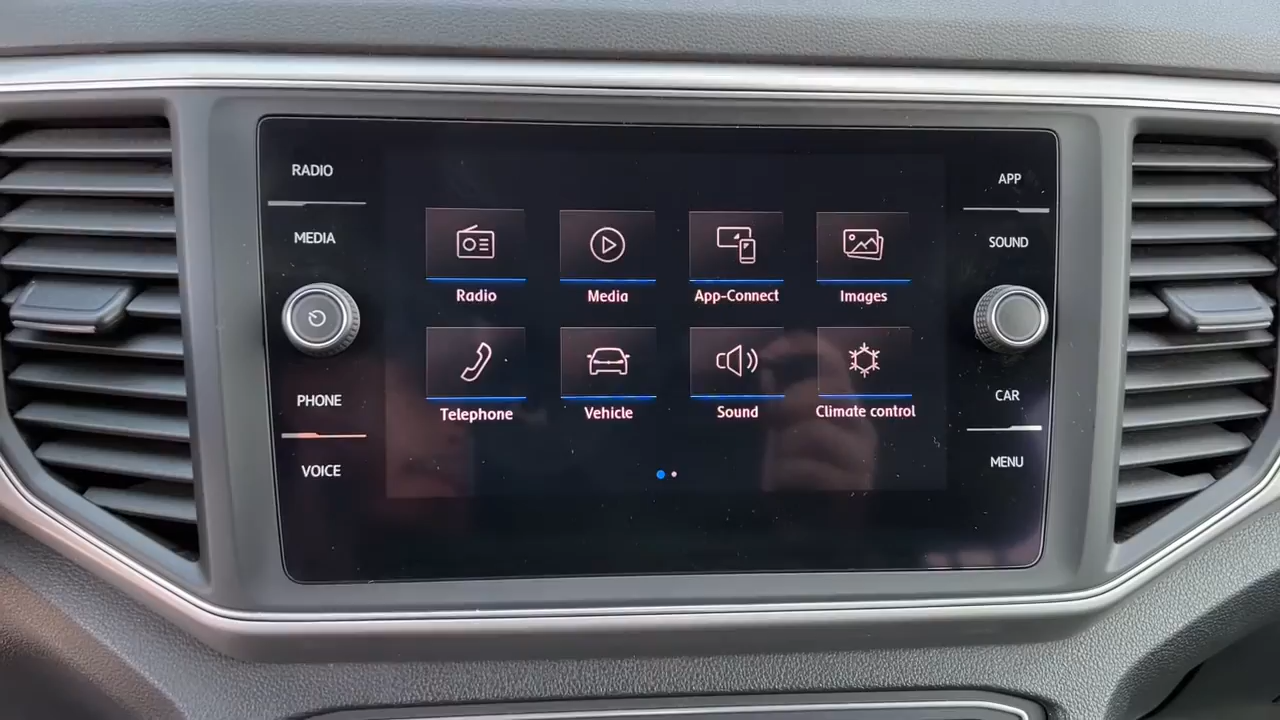 RADIO
MEDIA
PHONE
VOICE
Radio
Media
App-Connect
Images
Telephone
Vehicle
Sound
Climate control
APP
SOUND
CAR
MENU